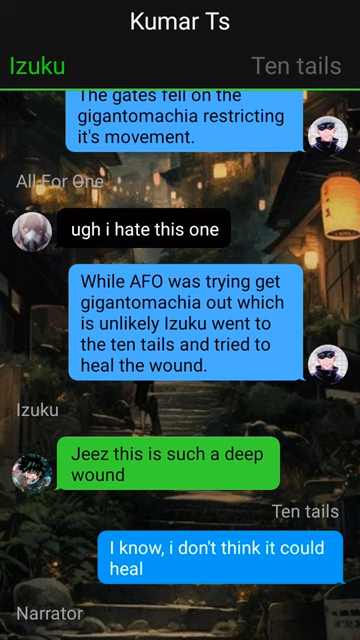 Kumar Ts
Izuku
Ten tails
The gates fell on the
gigantomachia restricting
it's movement.
All For One
ugh i hate this one
While AFO was trying get
gigantomachia out which
is unlikely Izuku went to
the ten tails and tried to
heal the wound.
Izuku
Jeez this is such a deep
wound
Ten tails
I know, i don't think it could
heal
Narrator